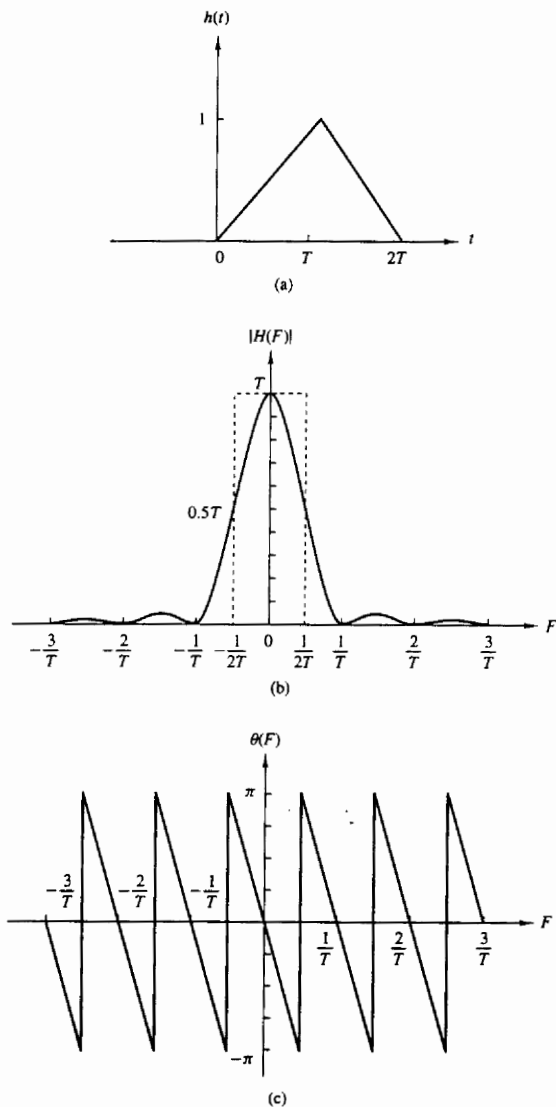 h(t)
1
0 T 2T t
(a)
|H(F)|
T
0.5T
-3/T -2/T -1/T -1/2T 0 1/2T 1/T 2/T 3/T F
(b)
θ(F)
π
-3/T -2/T -1/T
F
1/T 2/T 3/T
-π
(c)